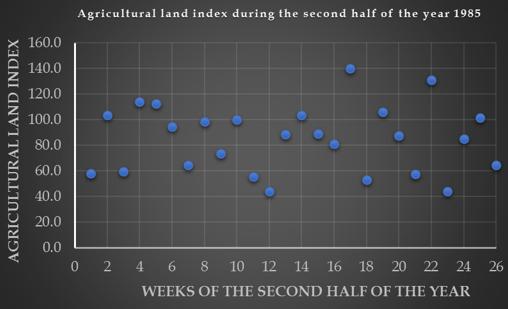 Agricultural land index during the second half of the year 1985
AGRICULTURAL LAND INDEX
160.0
140.0
120.0
100.0
80.0
60.0
40.0
20.0
0.0
0 2 4 6 8 10 12 14 16 18 20 22 24 26
WEEKS OF THE SECOND HALF OF THE YEAR